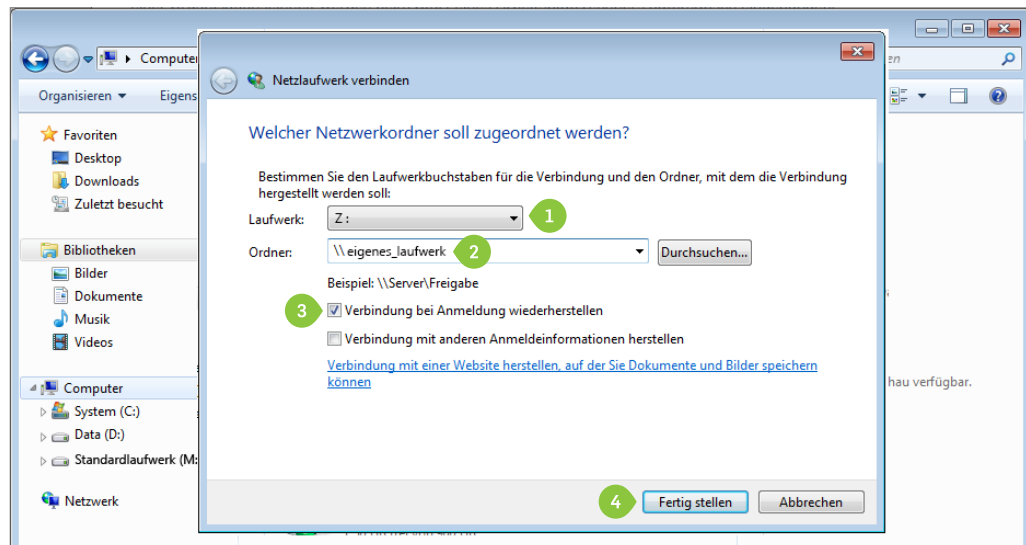 Computer
en
Organisieren
Eigens
Favoriten
Desktop
Downloads
Zuletzt besucht
Bibliotheken
Bilder
Dokumente
Musik
Videos
Computer
System (C:)
Data (D:)
Standardlaufwerk (M:
Netzwerk
Netzlaufwerk verbinden
Welcher Netzwerkordner soll zugeordnet werden?
Bestimmen Sie den Laufwerkbuchstaben für die Verbindung und den Ordner, mit dem die Verbindung
hergestellt werden soll:
Laufwerk: Z: 1
Ordner: \\ eigenes_laufwerk 2 Durchsuchen...
Beispiel: \\Server\Freigabe
3 Verbindung bei Anmeldung wiederherstellen
Verbindung mit anderen Anmeldeinformationen herstellen
Verbindung mit einer Website herstellen, auf der Sie Dokumente und Bilder speichern
können
4 Fertig stellen Abbrechen
hau verfügbar.